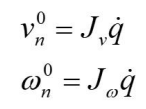 $v_n^0 = J_v \dot{q}$
$\omega_n^0 = J_\omega \dot{q}$